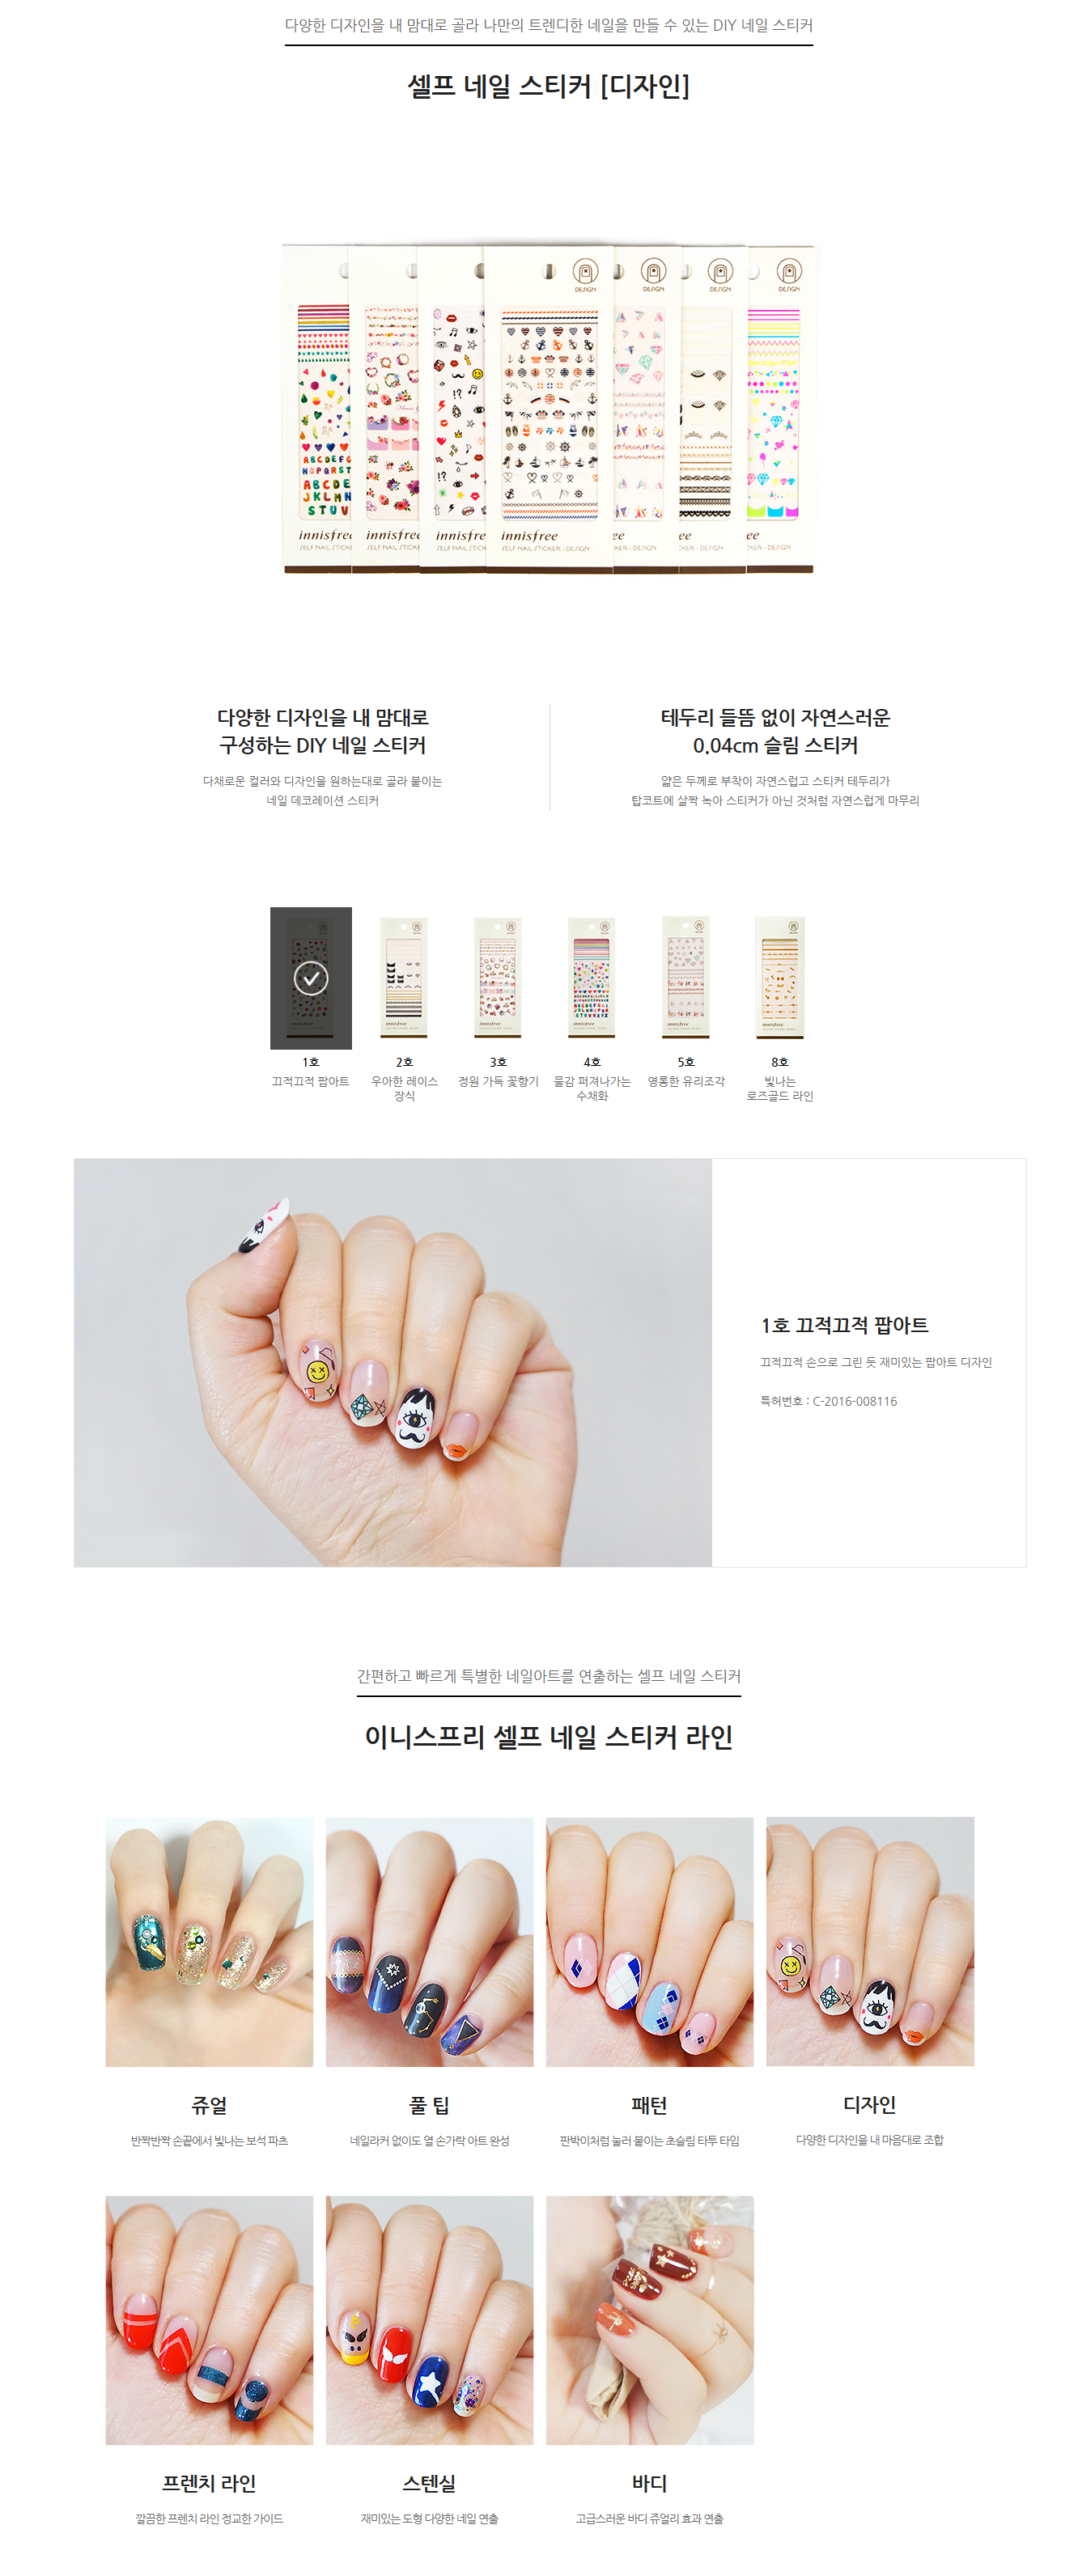 다양한 디자인을 내 맘대로 골라 나만의 트렌디한 네일을 만들 수 있는 DIY 네일 스티커
셀프 네일 스티커 [디자인]
DESIGN
DESIGN
DESIGN
DESIGN
innisfree
SELF NAIL STICKER - DESIGN
다양한 디자인을 내 맘대로
구성하는 DIY 네일 스티커
다채로운 컬러와 디자인을 원하는대로 골라 붙이는
네일 데코레이션 스티커
테두리 들뜸 없이 자연스러운
0.04cm 슬림 스티커
얇은 두께로 부착이 자연스럽고 스티커 테두리가
탑코트에 살짝 녹아 스티커가 아닌 것처럼 자연스럽게 마무리
1호
끄적끄적 팝아트
2호
우아한 레이스
장식
3호
정원 가득 꽃향기
4호
물감 퍼져나가는
수채화
5호
영롱한 유리조각
8호
빛나는
로즈골드 라인
1호 끄적끄적 팝아트
끄적끄적 손으로 그린 듯 재미있는 팝아트 디자인
특허번호 : C-2016-008116
간편하고 빠르게 특별한 네일아트를 연출하는 셀프 네일 스티커
이니스프리 셀프 네일 스티커 라인
쥬얼
반짝반짝 손끝에서 빛나는 보석 파츠
풀 팁
네일라커 없이도 열 손가락 아트 완성
패턴
판박이처럼 눌러 붙이는 초슬림 타투 타입
디자인
다양한 디자인을 내 마음대로 조합
프렌치 라인
깔끔한 프렌치 라인 정교한 가이드
스텐실
재미있는 도형 다양한 네일 연출
바디
고급스러운 바디 쥬얼리 효과 연출